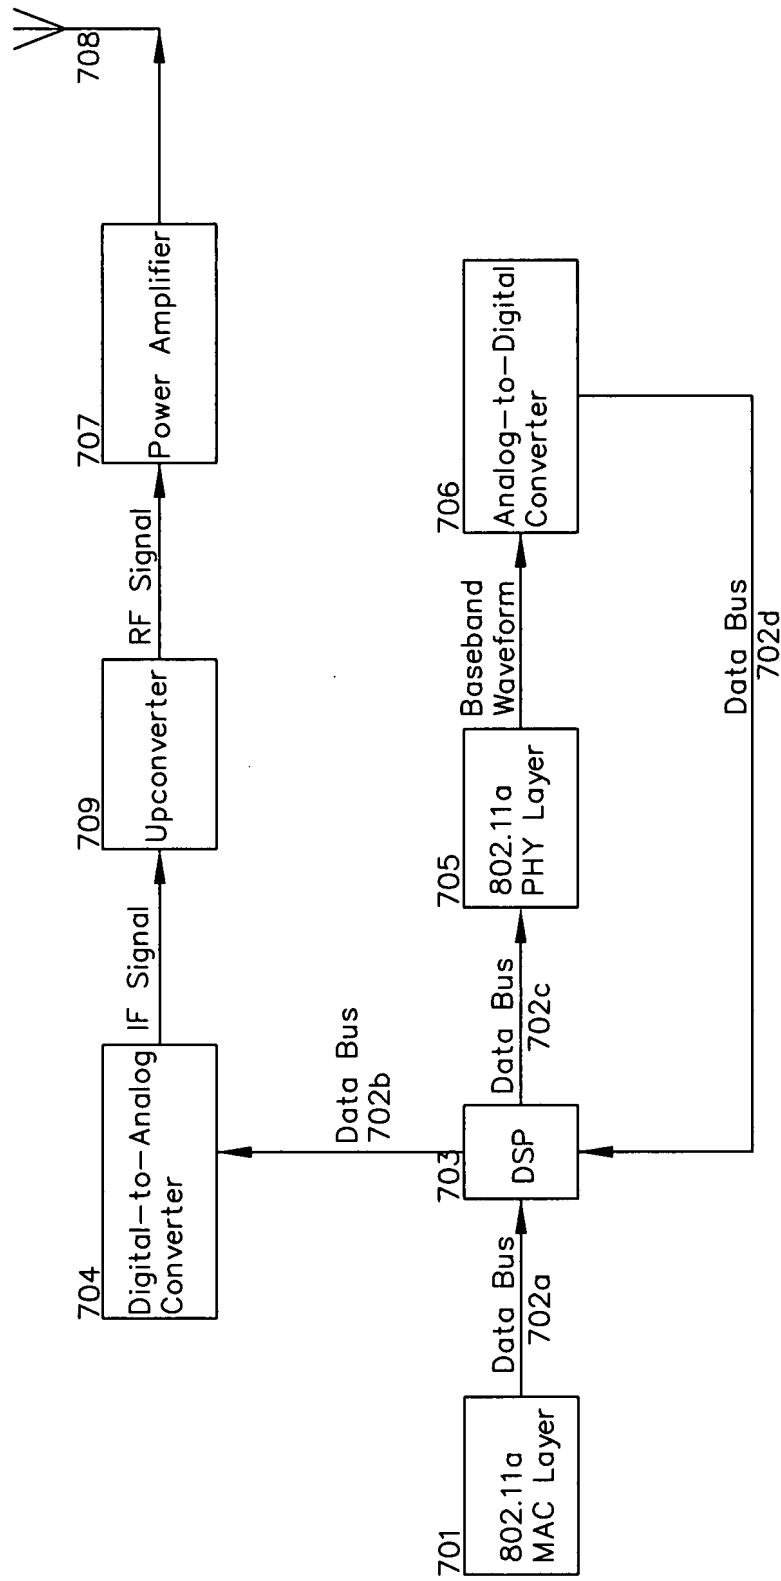 704
Digital-to-Analog
Converter
IF Signal
709
Upconverter
RF Signal
707
Power Amplifier
708
Data Bus
702b
701
802.11a
MAC Layer
Data Bus
702a
703
DSP
Data Bus
702c
705
802.11a
PHY Layer
Baseband
Waveform
706
Analog-to-Digital
Converter
Data Bus
702d